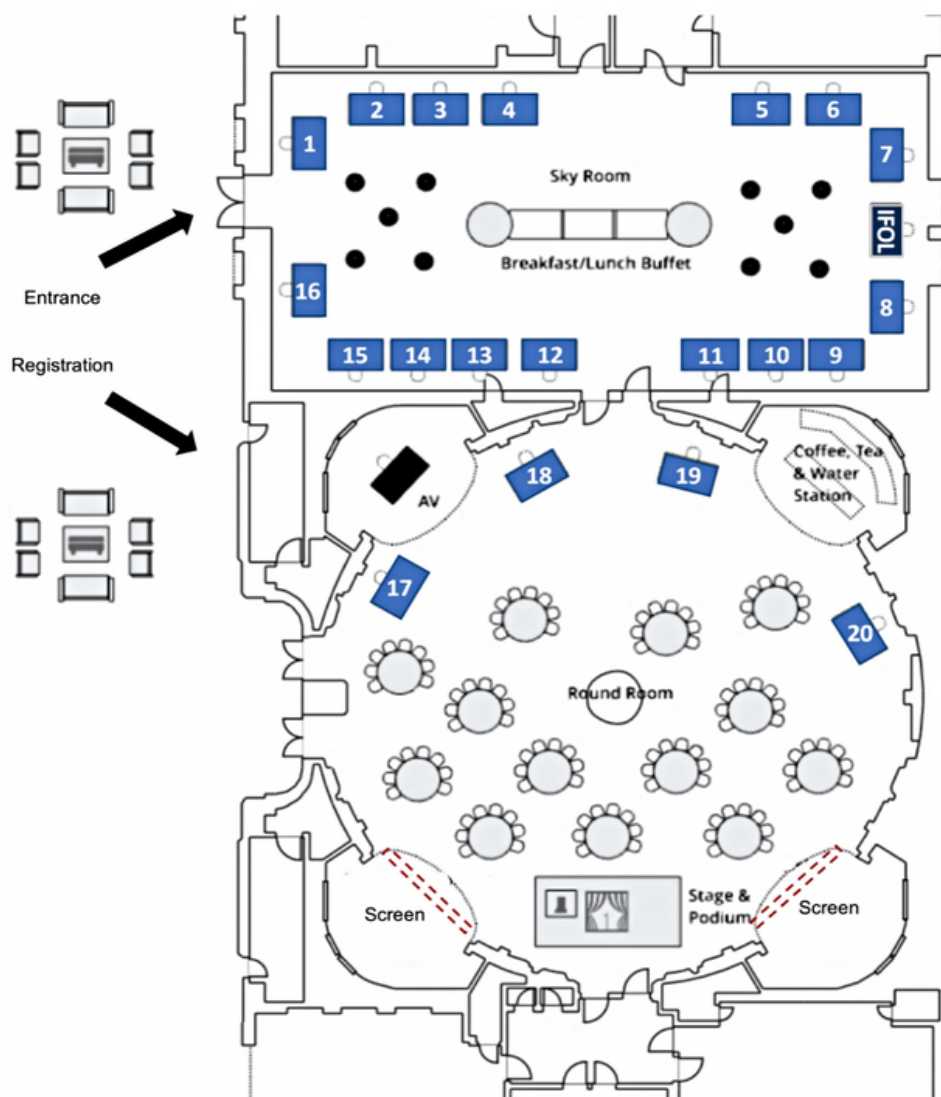 2 3 4 5 6
1
7
Sky Room
IFOL
Breakfast/Lunch Buffet
Entrance
16
8
Registration
15 14 13 12 11 10 9
Coffee, Tea
& Water
Station
18
19
AV
17
20
Round Room
Stage &
Podium
Screen
Screen